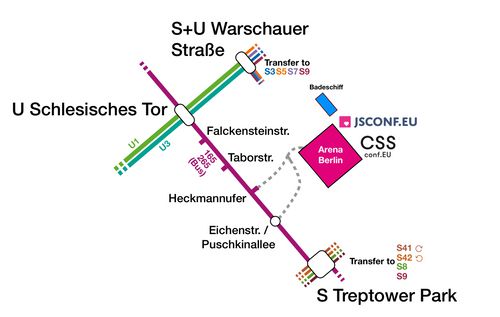 S+U Warschauer
Straße
Transfer to
S3 S5 S7 S9
Badeschiff
U Schlesisches Tor
JSCONF.EU
Falckensteinstr.
CSS
conf.EU
U1
U3
165
265
(Bus)
Arena
Berlin
Taborstr.
Heckmannufer
Eichenstr. /
Puschkinallee
S41
S42
Transfer to
S8
S9
S Treptower Park